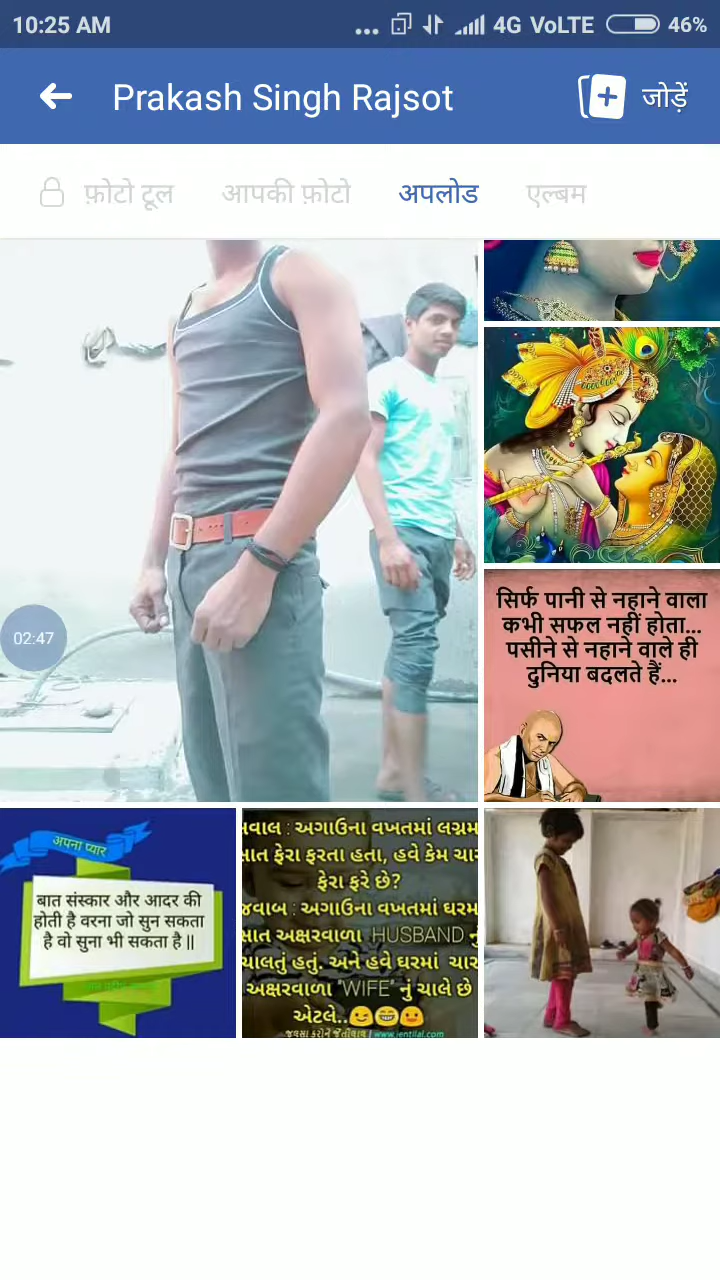 10:25 AM
... 4G VoLTE 46%
Prakash Singh Rajsot
जोड़ें
फ़ोटो टूल आपकी फ़ोटो अपलोड एल्बम
02:47
सिर्फ पानी से नहाने वाला
कभी सफल नहीं होता...
पसीने से नहाने वाले ही
दुनिया बदलते हैं...
अपना प्यार
बात संस्कार और आदर की
होती है वरना जो सुन सकता
है वो सुना भी सकता है ||
સવાલ : અગાઉના વખતમાં લગ્નમ
સાત ફેરા ફરતા હતા, હવે કેમ ચાર
ફેરા ફરે છે?
જવાબ : અગાઉના વખતમાં ઘરમ
સાત અક્ષરવાળા HUSBAND નું
ચાલતું હતું. અને હવે ઘરમાં ચાર
અક્ષરવાળા "WIFE" નું ચાલે છે
એટલે..
જલસા કરોને જેંતીલાલ | www.jentilal.com